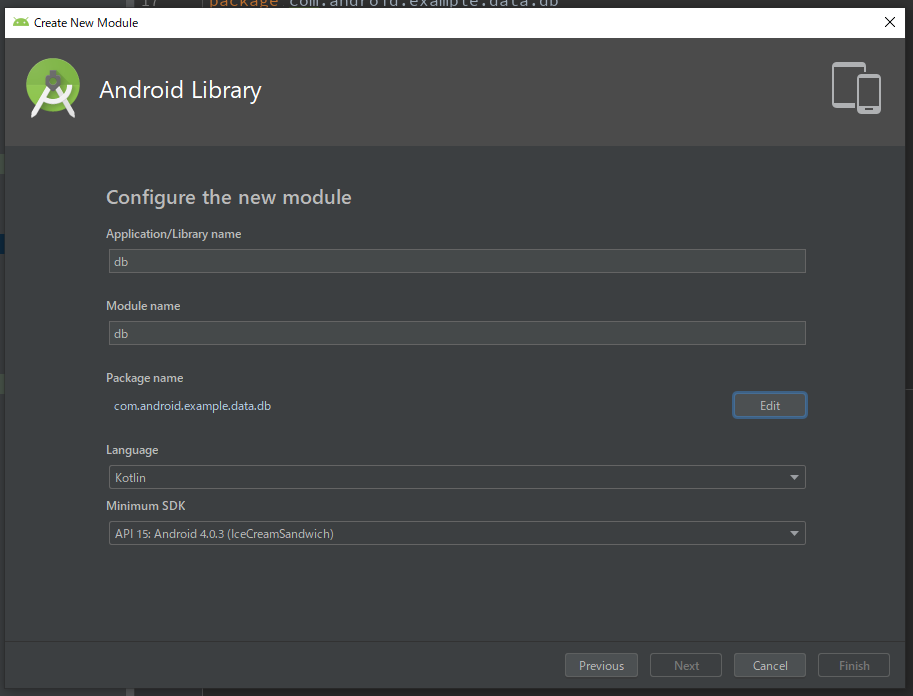 17 package com.android.example.data.db
Create New Module
Android Library
Configure the new module
Application/Library name
db
Module name
db
Package name
com.android.example.data.db
Edit
Language
Kotlin
Minimum SDK
API 15: Android 4.0.3 (IceCreamSandwich)
Previous Next Cancel Finish